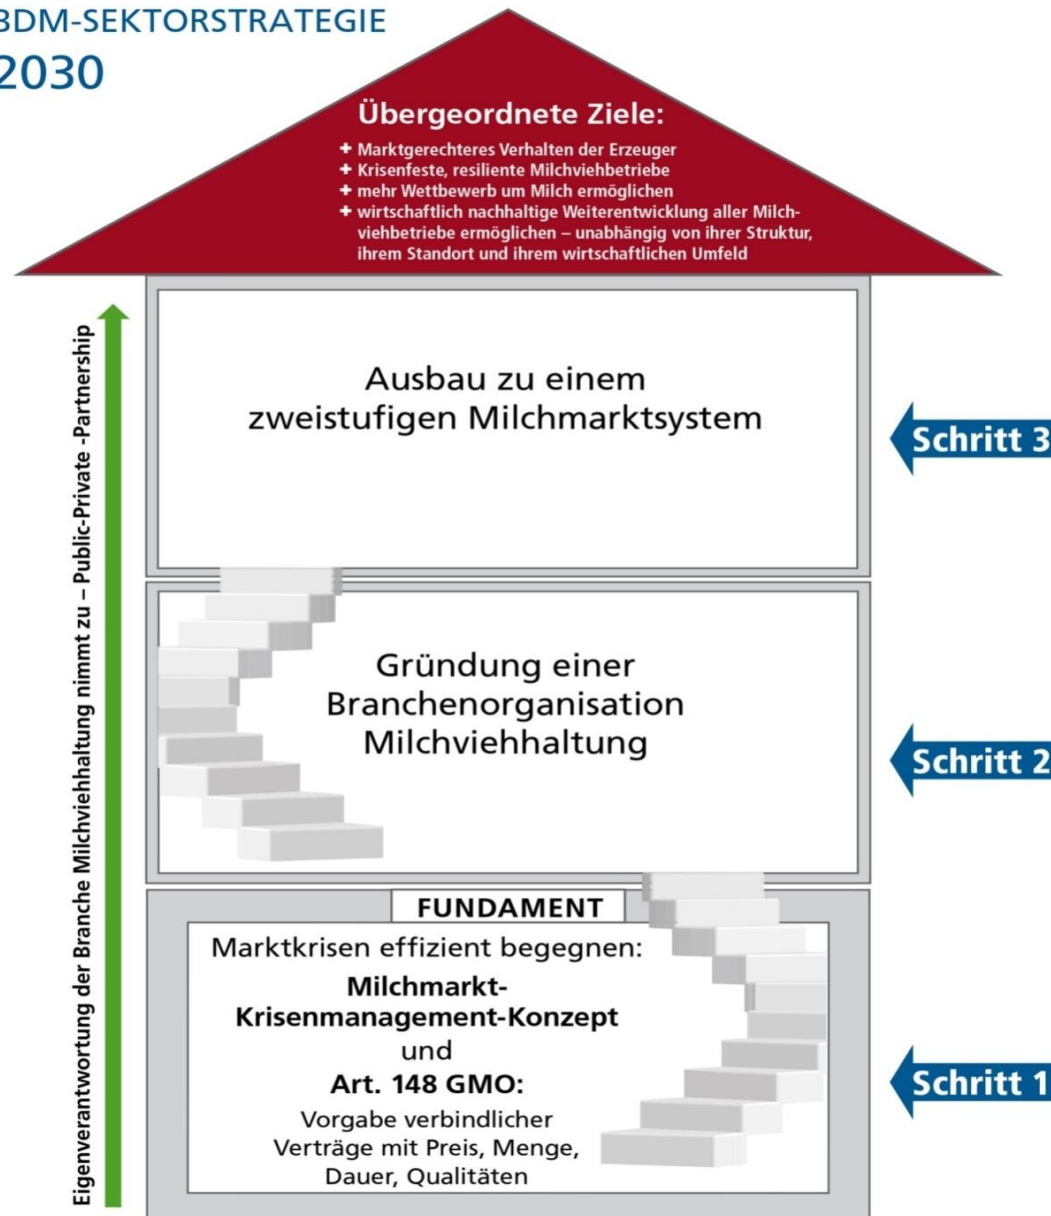 BDM-SEKTORSTRATEGIE
2030
Übergeordnete Ziele:
+ Marktgerechteres Verhalten der Erzeuger
+ Krisenfeste, resiliente Milchviehbetriebe
+ mehr Wettbewerb um Milch ermöglichen
+ wirtschaftlich nachhaltige Weiterentwicklung aller Milch-
viehbetriebe ermöglichen – unabhängig von ihrer Struktur,
ihrem Standort und ihrem wirtschaftlichen Umfeld
Eigenverantwortung der Branche Milchviehhaltung nimmt zu – Public-Private -Partnership
Ausbau zu einem
zweistufigen Milchmarktsystem
Schritt 3
Gründung einer
Branchenorganisation
Milchviehhaltung
Schritt 2
FUNDAMENT
Marktkrisen effizient begegnen:
Milchmarkt-
Krisenmanagement-Konzept
und
Art. 148 GMO:
Vorgabe verbindlicher
Verträge mit Preis, Menge,
Dauer, Qualitäten
Schritt 1